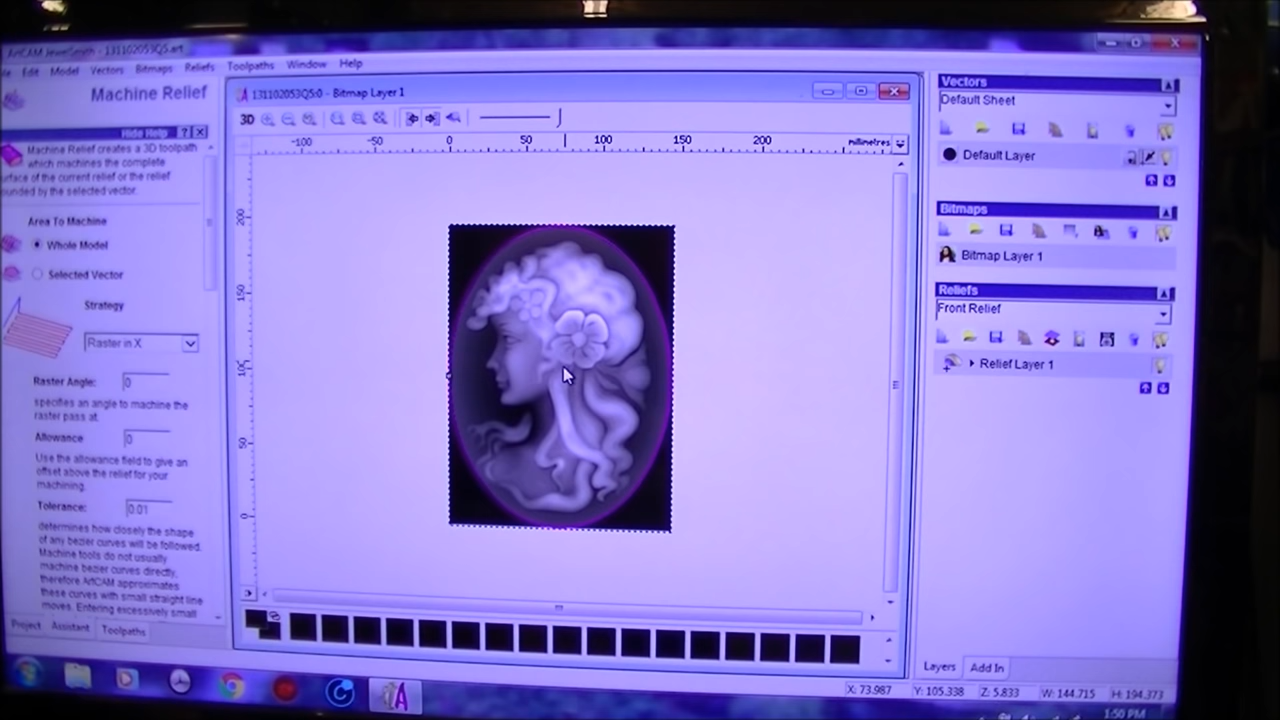 ArtCAM JewelSmith - 131102053Q5.art
Edit Model Vectors Bitmaps Reliefs Toolpaths Window Help
Machine Relief
Hide Help ? X
Machine Relief creates a 3D toolpath
which machines the complete
surface of the current relief or the relief
bounded by the selected vector.
Area To Machine
Whole Model
Selected Vector
Strategy
Raster in X
Raster Angle: 0
specifies an angle to machine the
raster pass at.
Allowance 0
Use the allowance field to give an
offset above the relief for your
machining.
Tolerance: 0.01
determines how closely the shape
of any bezier curves will be followed.
Machine tools do not usually
machine bezier curves directly,
therefore ArtCAM approximates
these curves with small straight line
moves. Entering excessively small
Project Assistant Toolpaths
131102053Q5:0 - Bitmap Layer 1
3D
-100 -50 0 50 100 150 200 millimetres
200
150
100
50
0
Vectors
Default Sheet
Default Layer
Bitmaps
Bitmap Layer 1
Reliefs
Front Relief
Relief Layer 1
Layers Add In
X: 73.987 Y: 105.338 Z: 5.833 W: 144.715 H: 194.373
1:50 PM